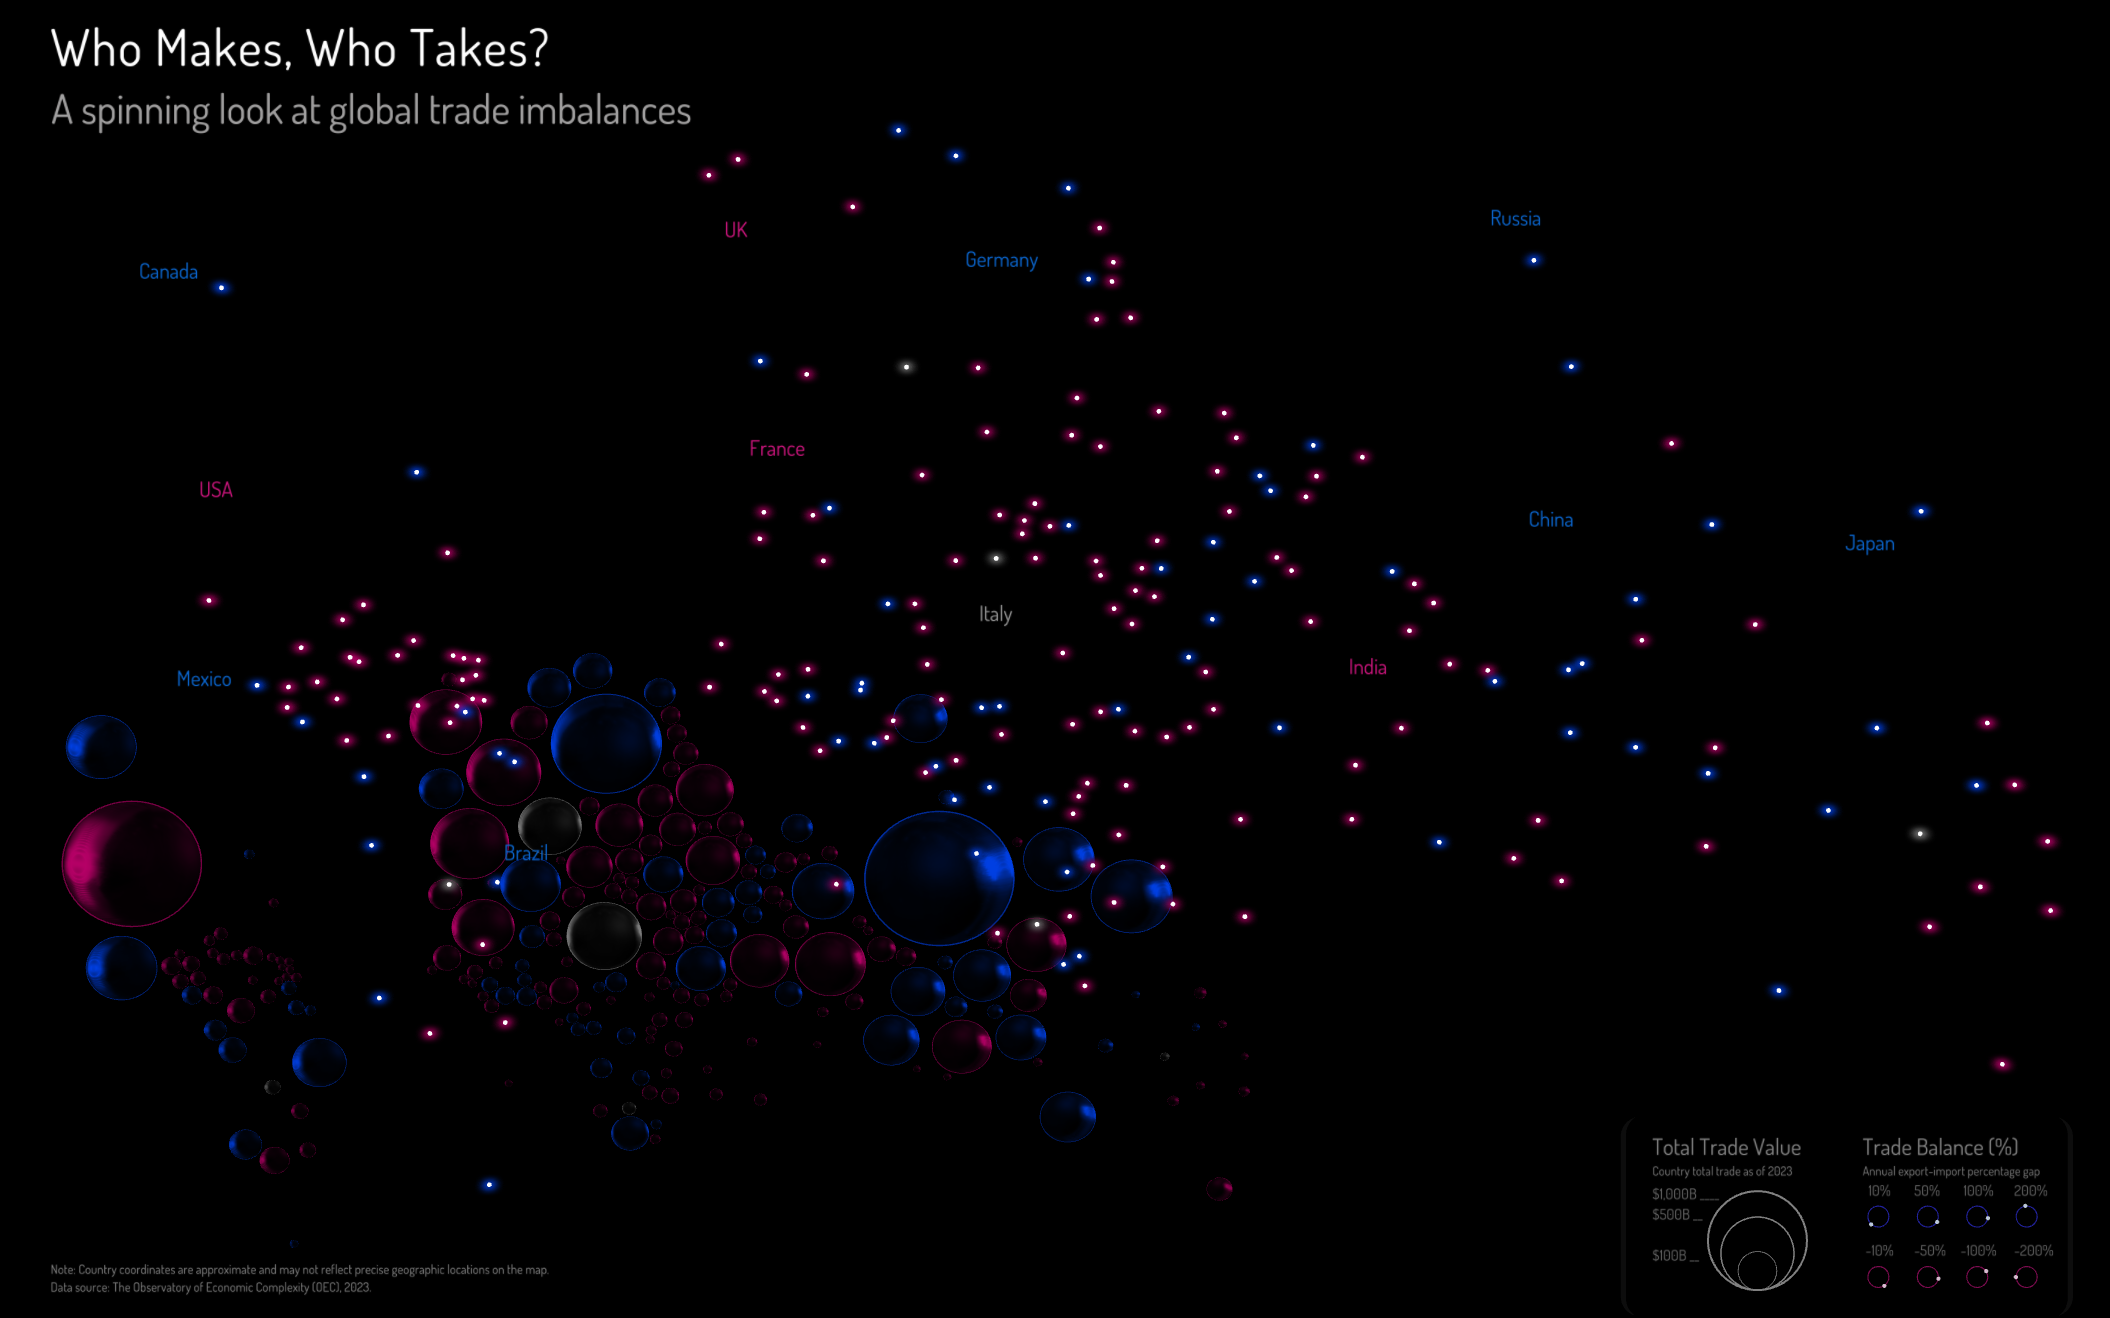 Who Makes, Who Takes?
A spinning look at global trade imbalances
Russia
UK
Germany
Canada
France
USA
China
Japan
Italy
India
Mexico
Brazil
Total Trade Value
Country total trade as of 2023
$1,000B
$500B
$100B
Trade Balance (%)
Annual export-import percentage gap
10% 50% 100% 200%
-10% -50% -100% -200%
Note: Country coordinates are approximate and may not reflect precise geographic locations on the map.
Data source: The Observatory of Economic Complexity (OEC), 2023.